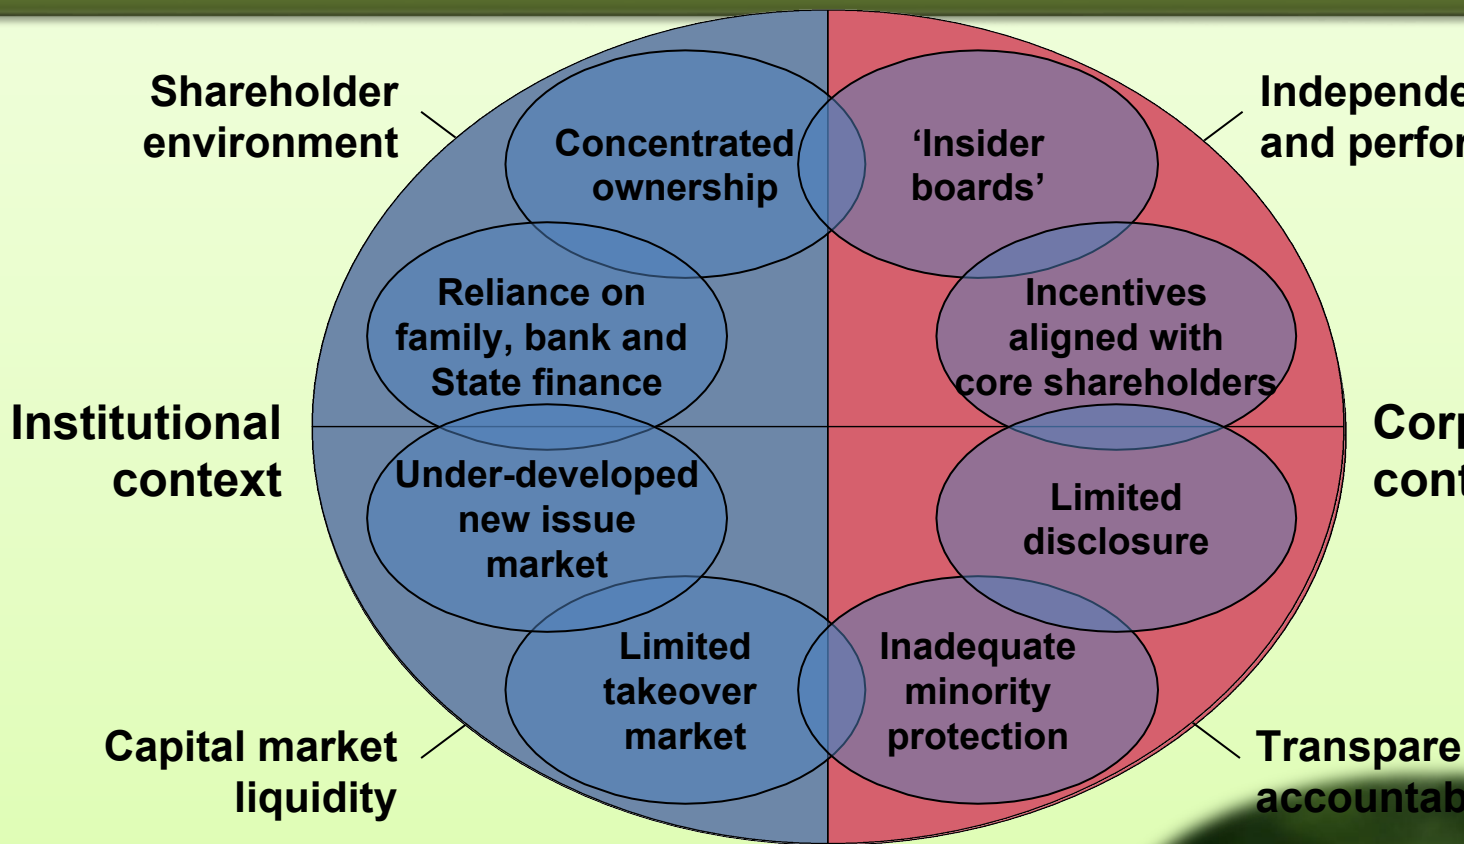 Shareholder
environment
Concentrated
ownership
‘Insider
boards’
and
Reliance on
family, bank and
State finance
Incentives
aligned with
core shareholders
Institutional
context
Under-developed
new issue
market
Limited
disclosure
Limited
takeover
market
Inadequate
minority
protection
Capital market
liquidity